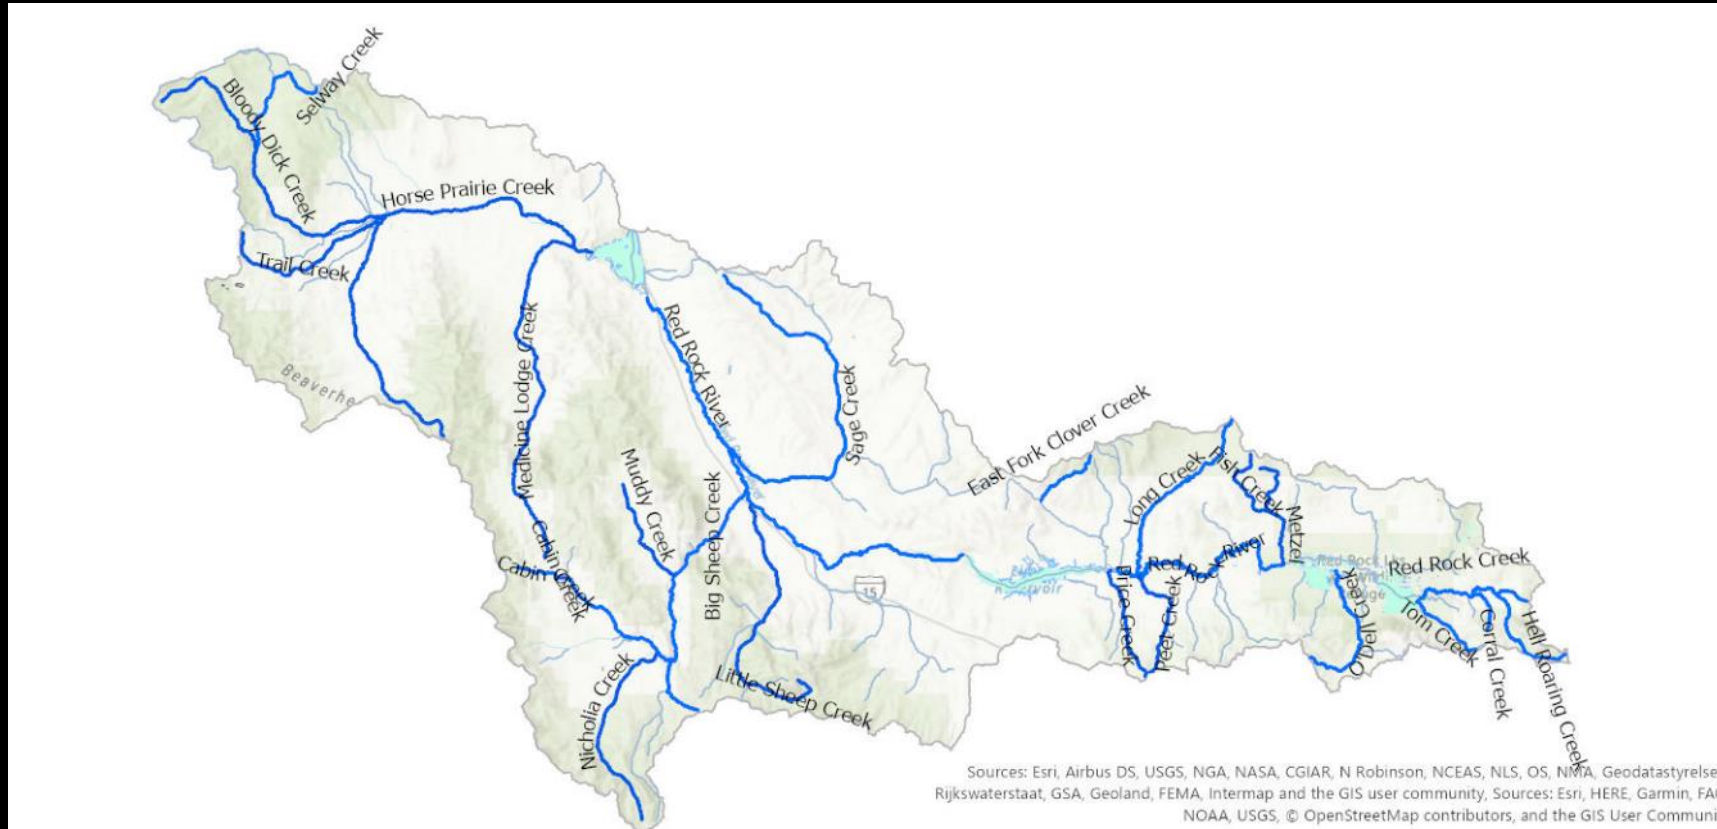 Selway Creek
Bloody Dick Creek
Horse Prairie Creek
Trail Creek
Beaverhe
Medicine Lodge Creek
Red Rock River
Sage Creek
Muddy Creek
Big Sheep Creek
Cabin Creek
Cabin Creek
Nicholia Creek
Little Sheep Creek
15
East Fork Clover Creek
Long Creek
Fish Creek
Metzel
Red Rock River
Price Creek
Peet Creek
Red Rock Lks
Red Rock Creek
O'Dell Creek
Tom Creek
Corral Creek
Hell Roaring Creek
Sources: Esri, Airbus DS, USGS, NGA, NASA, CGIAR, N Robinson, NCEAS, NLS, OS, NMA, Geodatastyrelse
Rijkswaterstaat, GSA, Geoland, FEMA, Intermap and the GIS user community, Sources: Esri, HERE, Garmin, FA
NOAA, USGS, © OpenStreetMap contributors, and the GIS User Communi